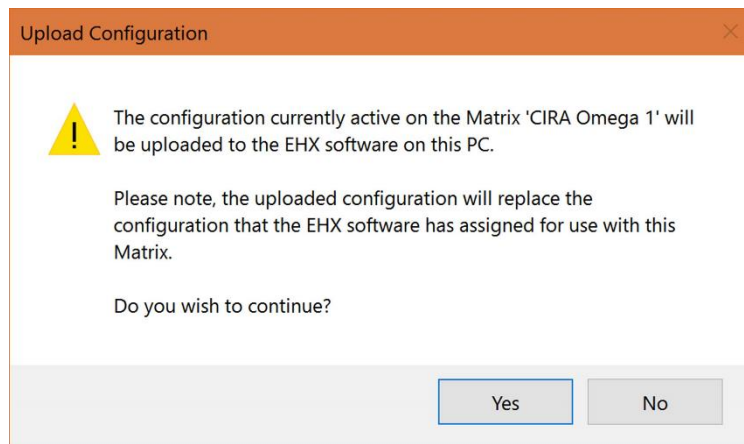 Upload Configuration
The configuration currently active on the Matrix 'CIRA Omega 1' will
be uploaded to the EHX software on this PC.
Please note, the uploaded configuration will replace the
configuration that the EHX software has assigned for use with this
Matrix.
Do you wish to continue?
Yes
No